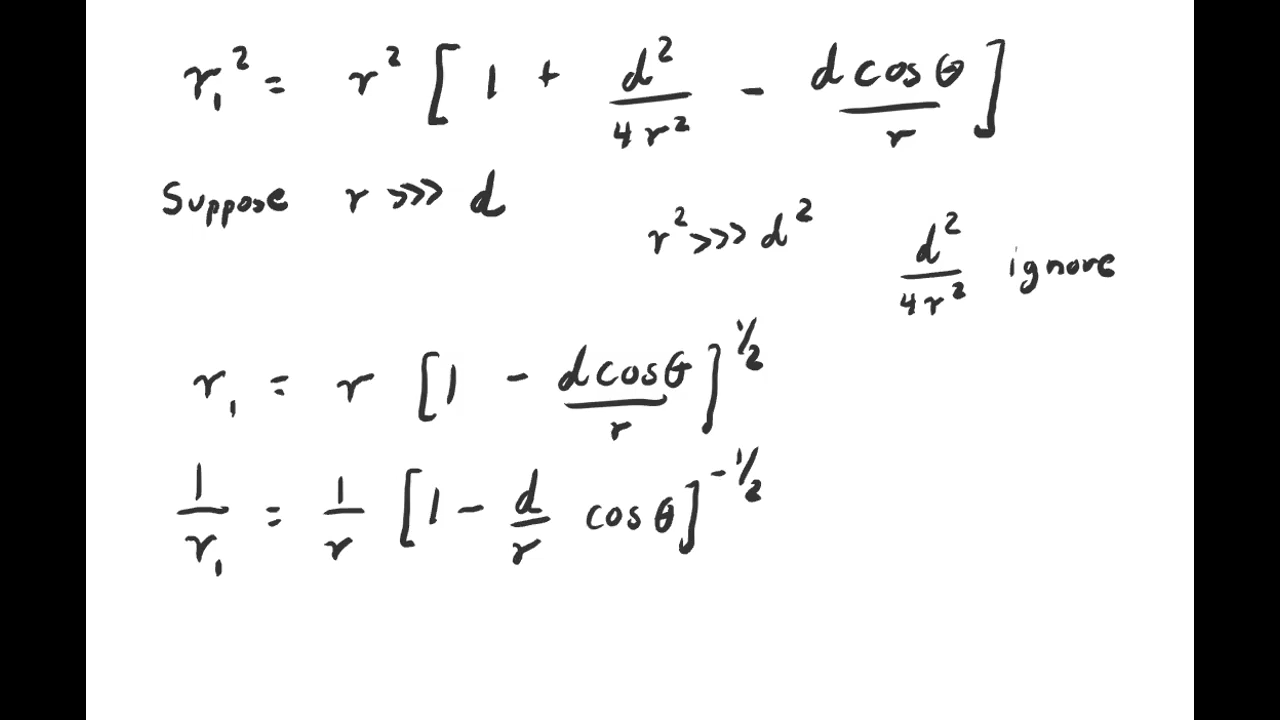 r₁² = r² [ 1 + d²/4r² - d cos θ/r ]
Suppose r >>> d
r² >>> d² d²/4r² ignore
r₁ = r [ 1 - d cos θ/r ]^1/2
1/r₁ = 1/r [ 1 - d/r cos θ ]^-1/2